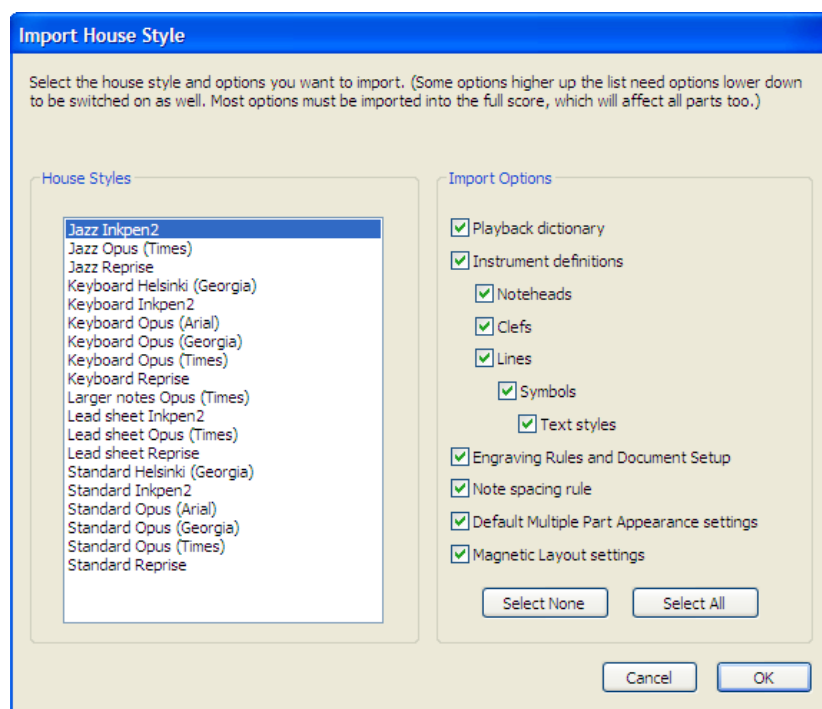 Import House Style
Select the house style and options you want to import. (Some options higher up the list need options lower down
to be switched on as well. Most options must be imported into the full score, which will affect all parts too.)
House Styles
Jazz Inkpen2
Jazz Opus (Times)
Jazz Reprise
Keyboard Helsinki (Georgia)
Keyboard Inkpen2
Keyboard Opus (Arial)
Keyboard Opus (Georgia)
Keyboard Opus (Times)
Keyboard Reprise
Larger notes Opus (Times)
Lead sheet Inkpen2
Lead sheet Opus (Times)
Lead sheet Reprise
Standard Helsinki (Georgia)
Standard Inkpen2
Standard Opus (Arial)
Standard Opus (Georgia)
Standard Opus (Times)
Standard Reprise
Import Options
Playback dictionary
Instrument definitions
Noteheads
Clefs
Lines
Symbols
Text styles
Engraving Rules and Document Setup
Note spacing rule
Default Multiple Part Appearance settings
Magnetic Layout settings
Select None
Select All
Cancel
OK